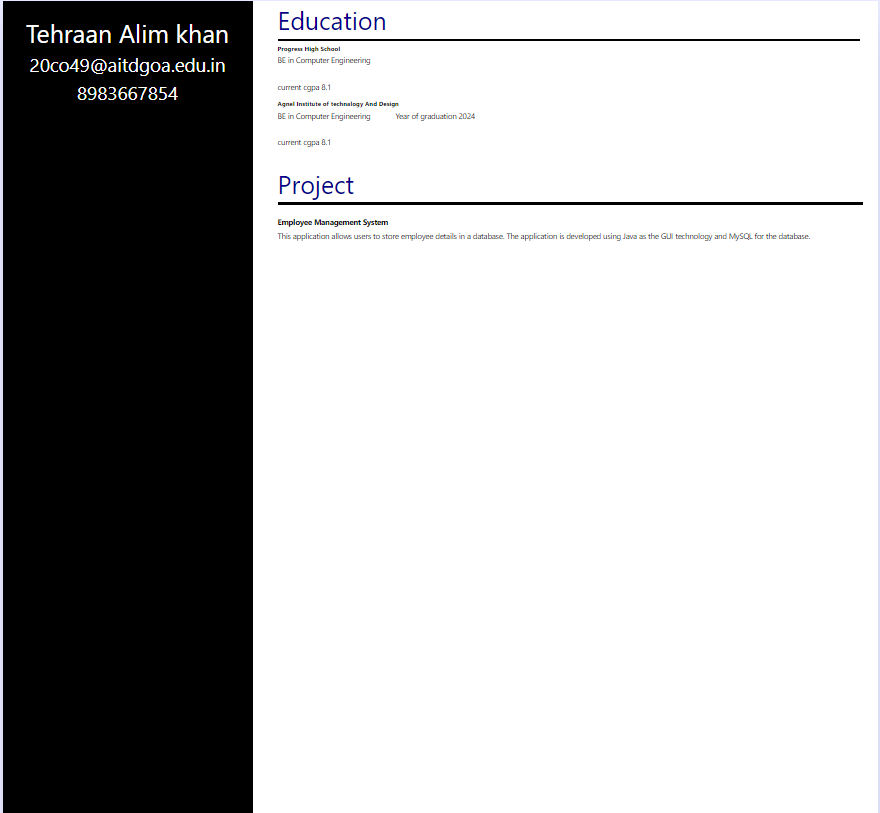 Tehraan Alim khan
20co49@aitdgoa.edu.in
8983667854
Education
Progress High School
BE in Computer Engineering
current cgpa 8.1
Agnel Institute of technalogy And Design
BE in Computer Engineering Year of graduation 2024
current cgpa 8.1
Project
Employee Management System
This application allows users to store employee details in a database. The application is developed using Java as the GUI technology and MySQL for the database.